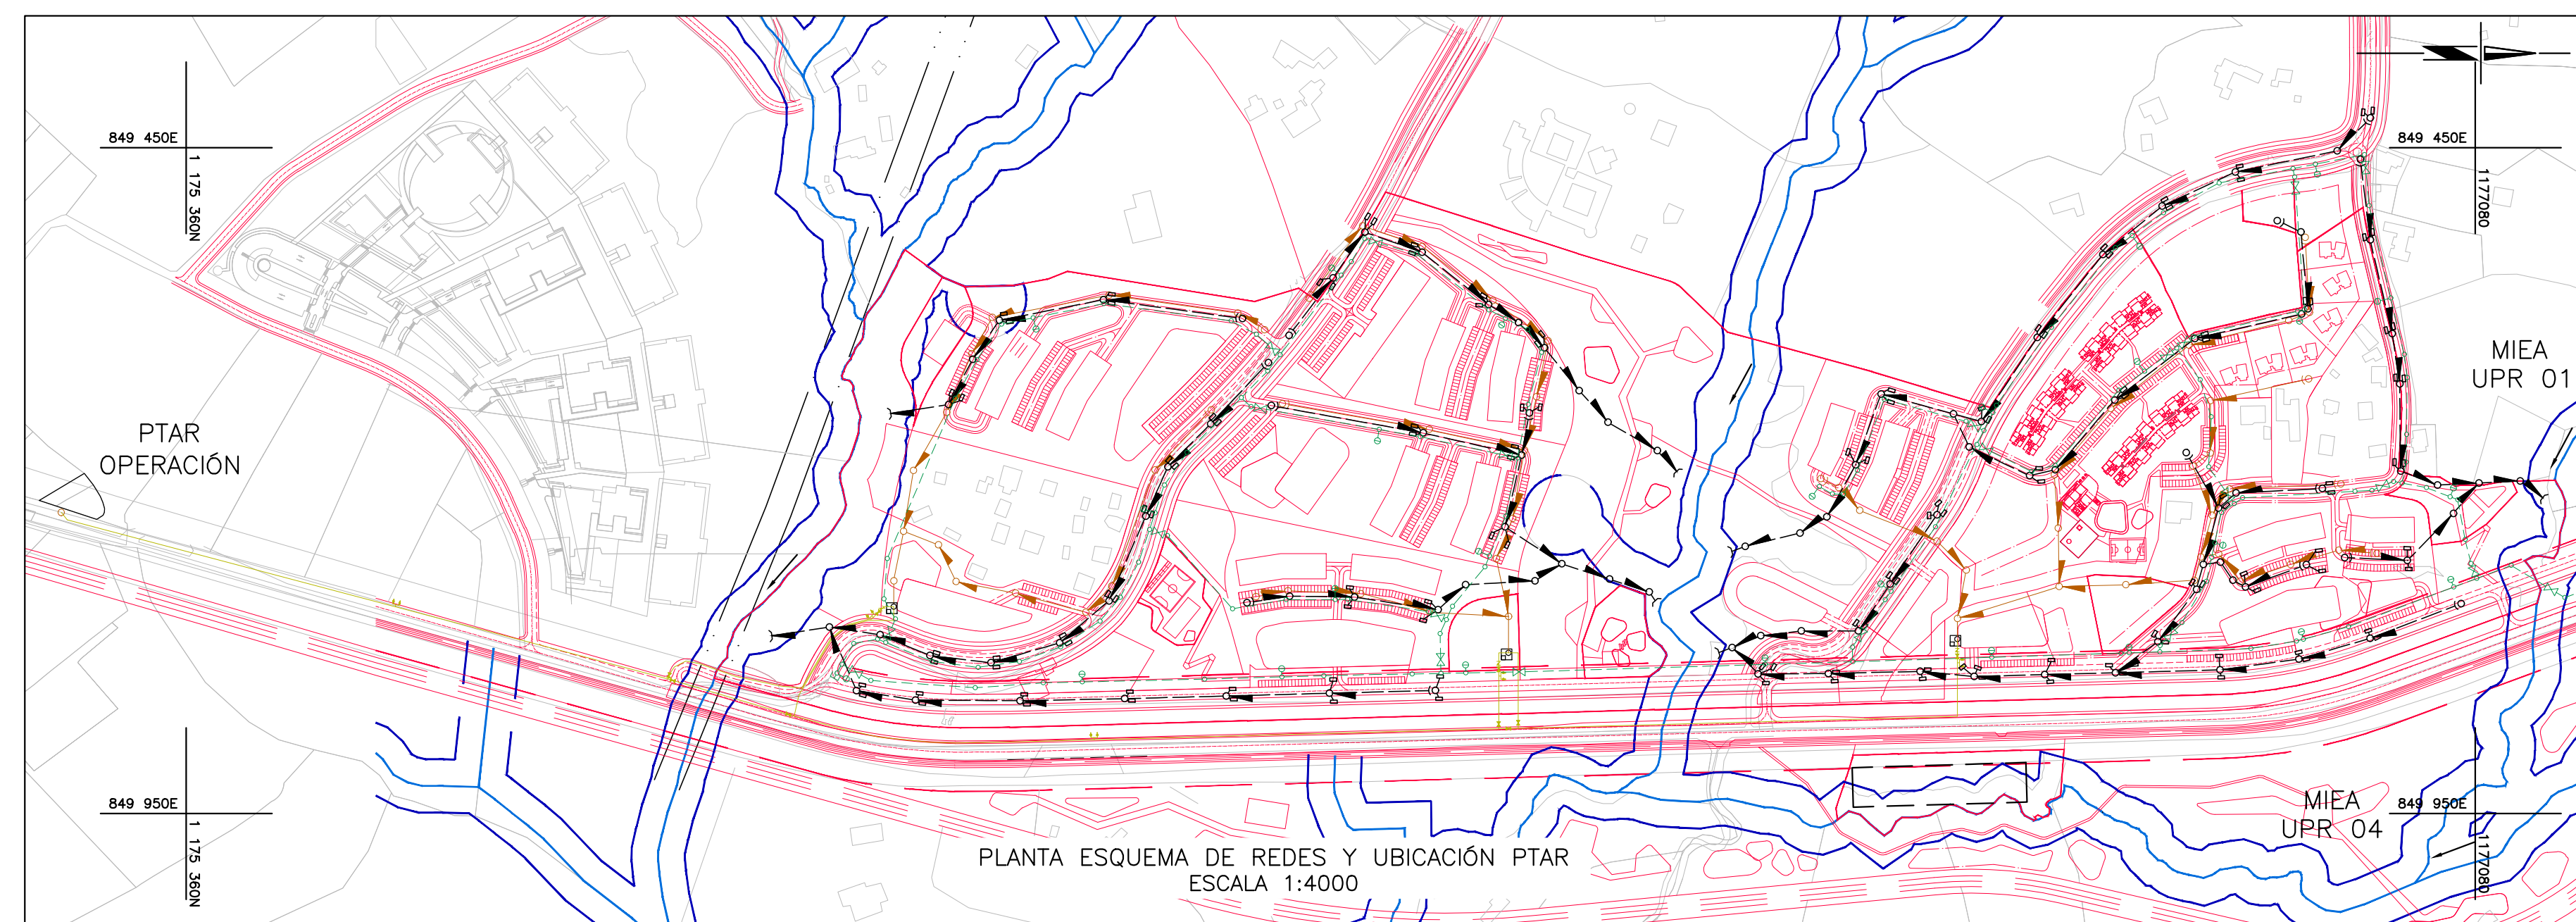 849 450E
1 175 360N
849 450E
1177080
MIEA
UPR 01
PTAR
OPERACIÓN
849 950E
1 175 360N
MIEA
UPR 04
849 950E
1177080
PLANTA ESQUEMA DE REDES Y UBICACIÓN PTAR
ESCALA 1:4000